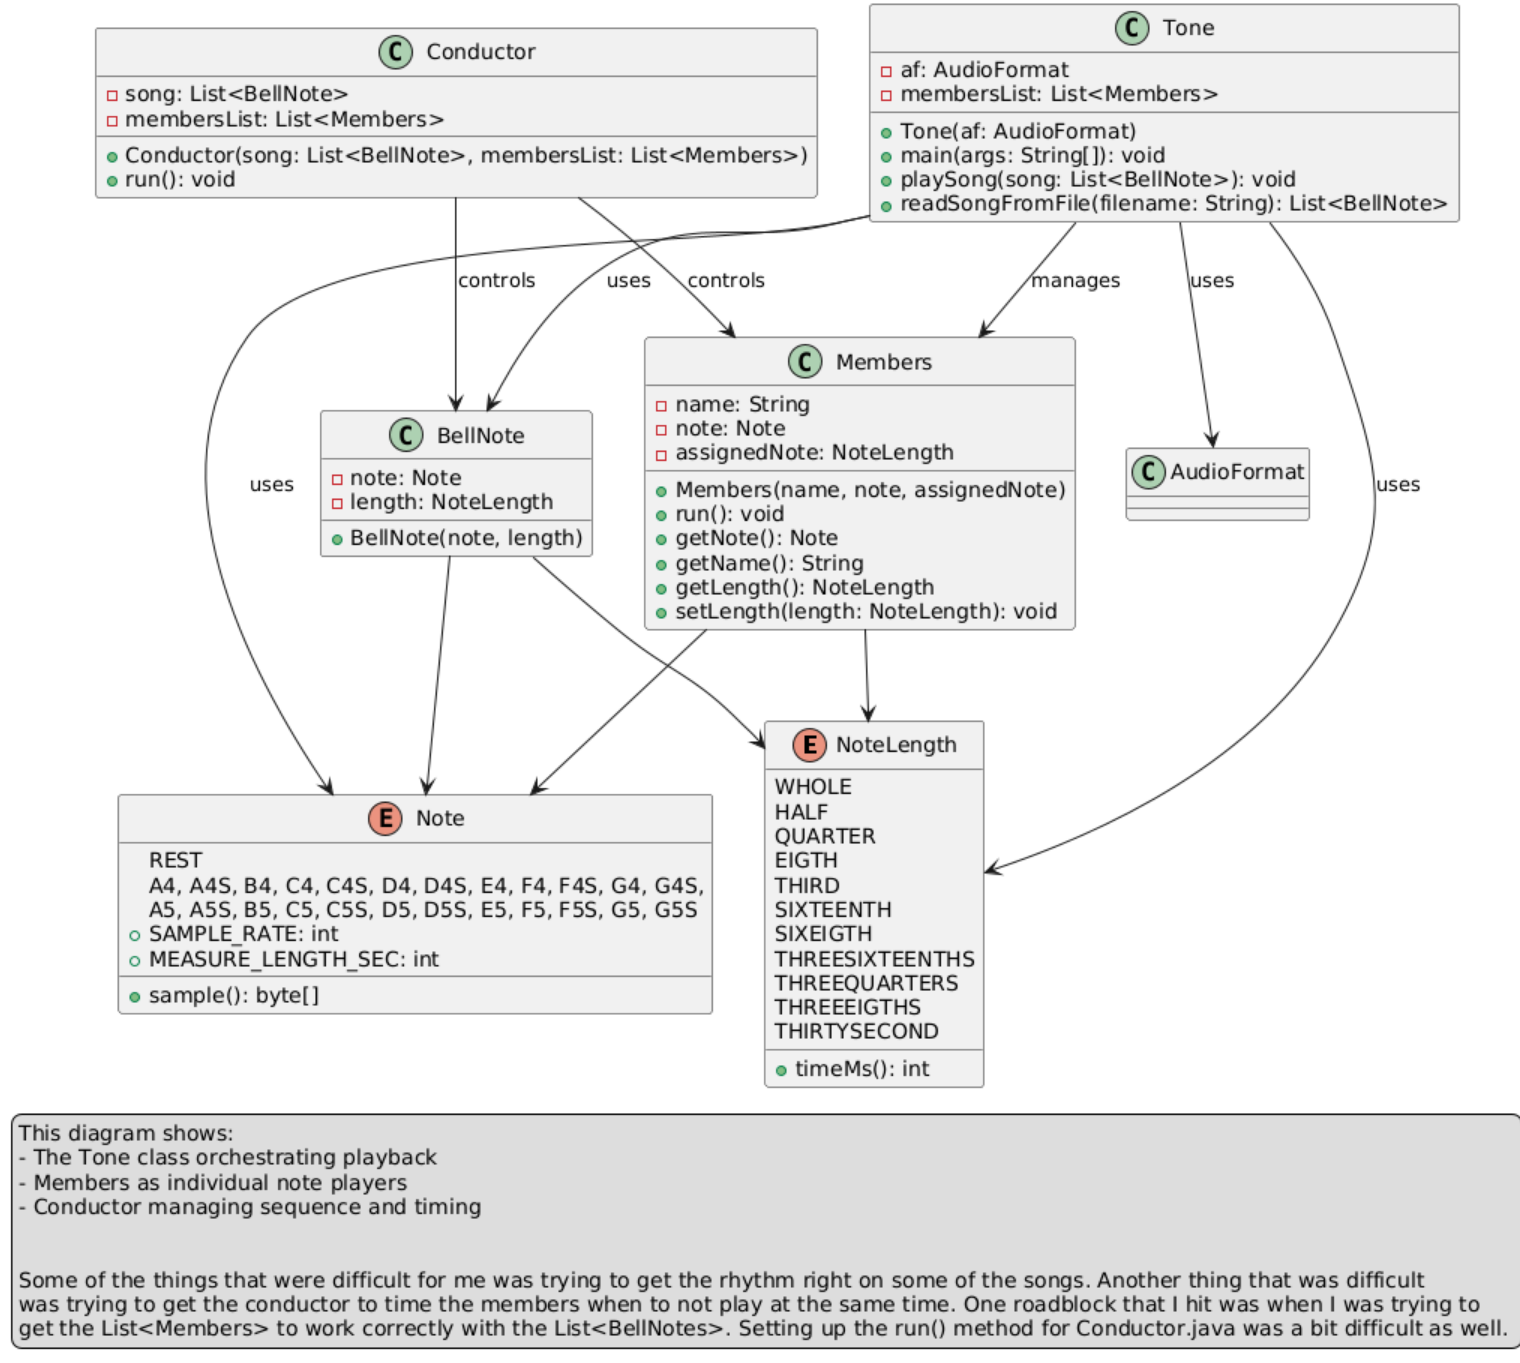 C Conductor
song: List<BellNote>
membersList: List<Members>
Conductor(song: List<BellNote>, membersList: List<Members>)
run(): void
C Tone
af: AudioFormat
membersList: List<Members>
Tone(af: AudioFormat)
main(args: String[]): void
playSong(song: List<BellNote>): void
readSongFromFile(filename: String): List<BellNote>
controls
uses
controls
manages
uses
C Members
name: String
note: Note
assignedNote: NoteLength
Members(name, note, assignedNote)
run(): void
getNote(): Note
getName(): String
getLength(): NoteLength
setLength(length: NoteLength): void
C BellNote
note: Note
length: NoteLength
BellNote(note, length)
C AudioFormat
uses
uses
E NoteLength
WHOLE
HALF
QUARTER
EIGTH
THIRD
SIXTEENTH
SIXEIGTH
THREESIXTEENTHS
THREEQUARTERS
THREEEIGTHS
THIRTYSECOND
timeMs(): int
E Note
REST
A4, A4S, B4, C4, C4S, D4, D4S, E4, F4, F4S, G4, G4S,
A5, A5S, B5, C5, C5S, D5, D5S, E5, F5, F5S, G5, G5S
SAMPLE_RATE: int
MEASURE_LENGTH_SEC: int
sample(): byte[]
This diagram shows:
- The Tone class orchestrating playback
- Members as individual note players
- Conductor managing sequence and timing
Some of the things that were difficult for me was trying to get the rhythm right on some of the songs. Another thing that was difficult
was trying to get the conductor to time the members when to not play at the same time. One roadblock that I hit was when I was trying to
get the List<Members> to work correctly with the List<BellNotes>. Setting up the run() method for Conductor.java was a bit difficult as well.